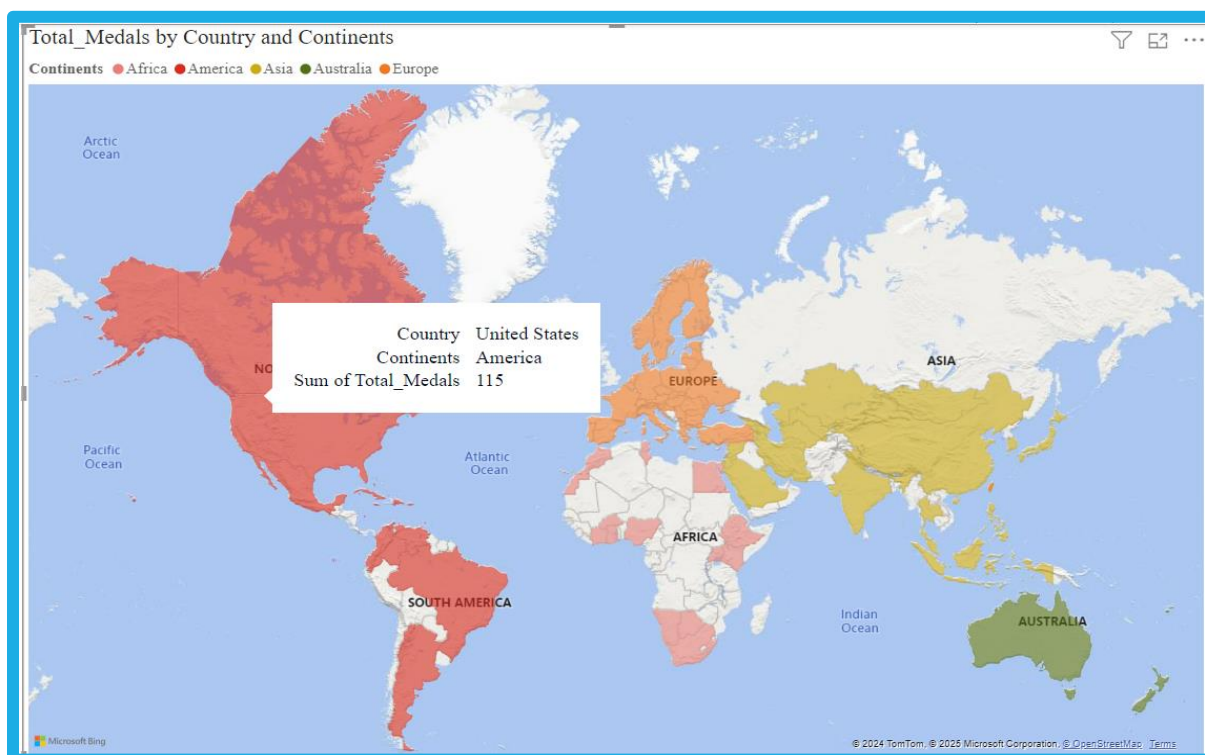 Total_Medals by Country and Continents
Continents Africa America Asia Australia Europe
Arctic
Ocean
Country United States
Continents America
Sum of Total_Medals 115
NO
EUROPE
ASIA
Pacific
Ocean
Atlantic
Ocean
AFRICA
SOUTH AMERICA
Indian
Ocean
AUSTRALIA
Microsoft Bing
© 2024 TomTom, © 2025 Microsoft Corporation, © OpenStreetMap Terms